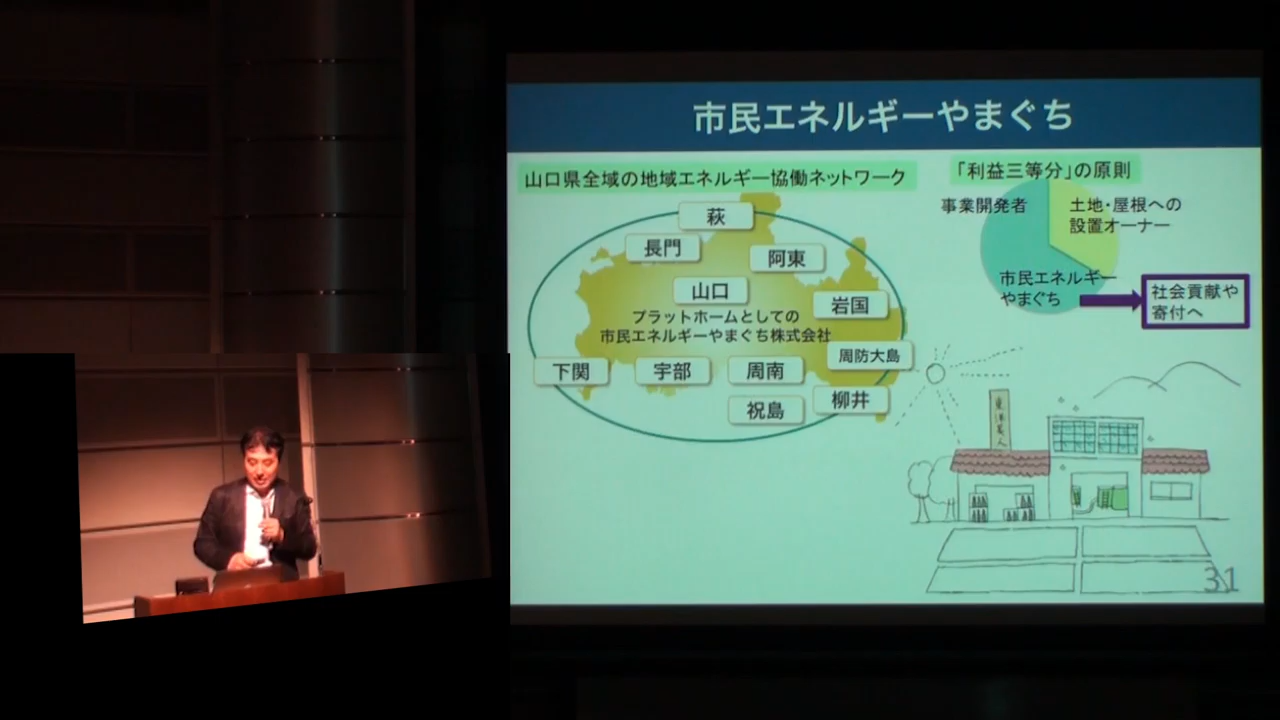 市民エネルギーやまぐち
山口県全域の地域エネルギー協働ネットワーク
萩
長門
阿東
山口
岩国
プラットホームとしての
市民エネルギーやまぐち株式会社
下関
宇部
周南
周防大島
祝島
柳井
「利益三等分」の原則
事業開発者
土地・屋根への
設置オーナー
市民エネルギー
やまぐち
社会貢献や
寄付へ
東洋美人
31